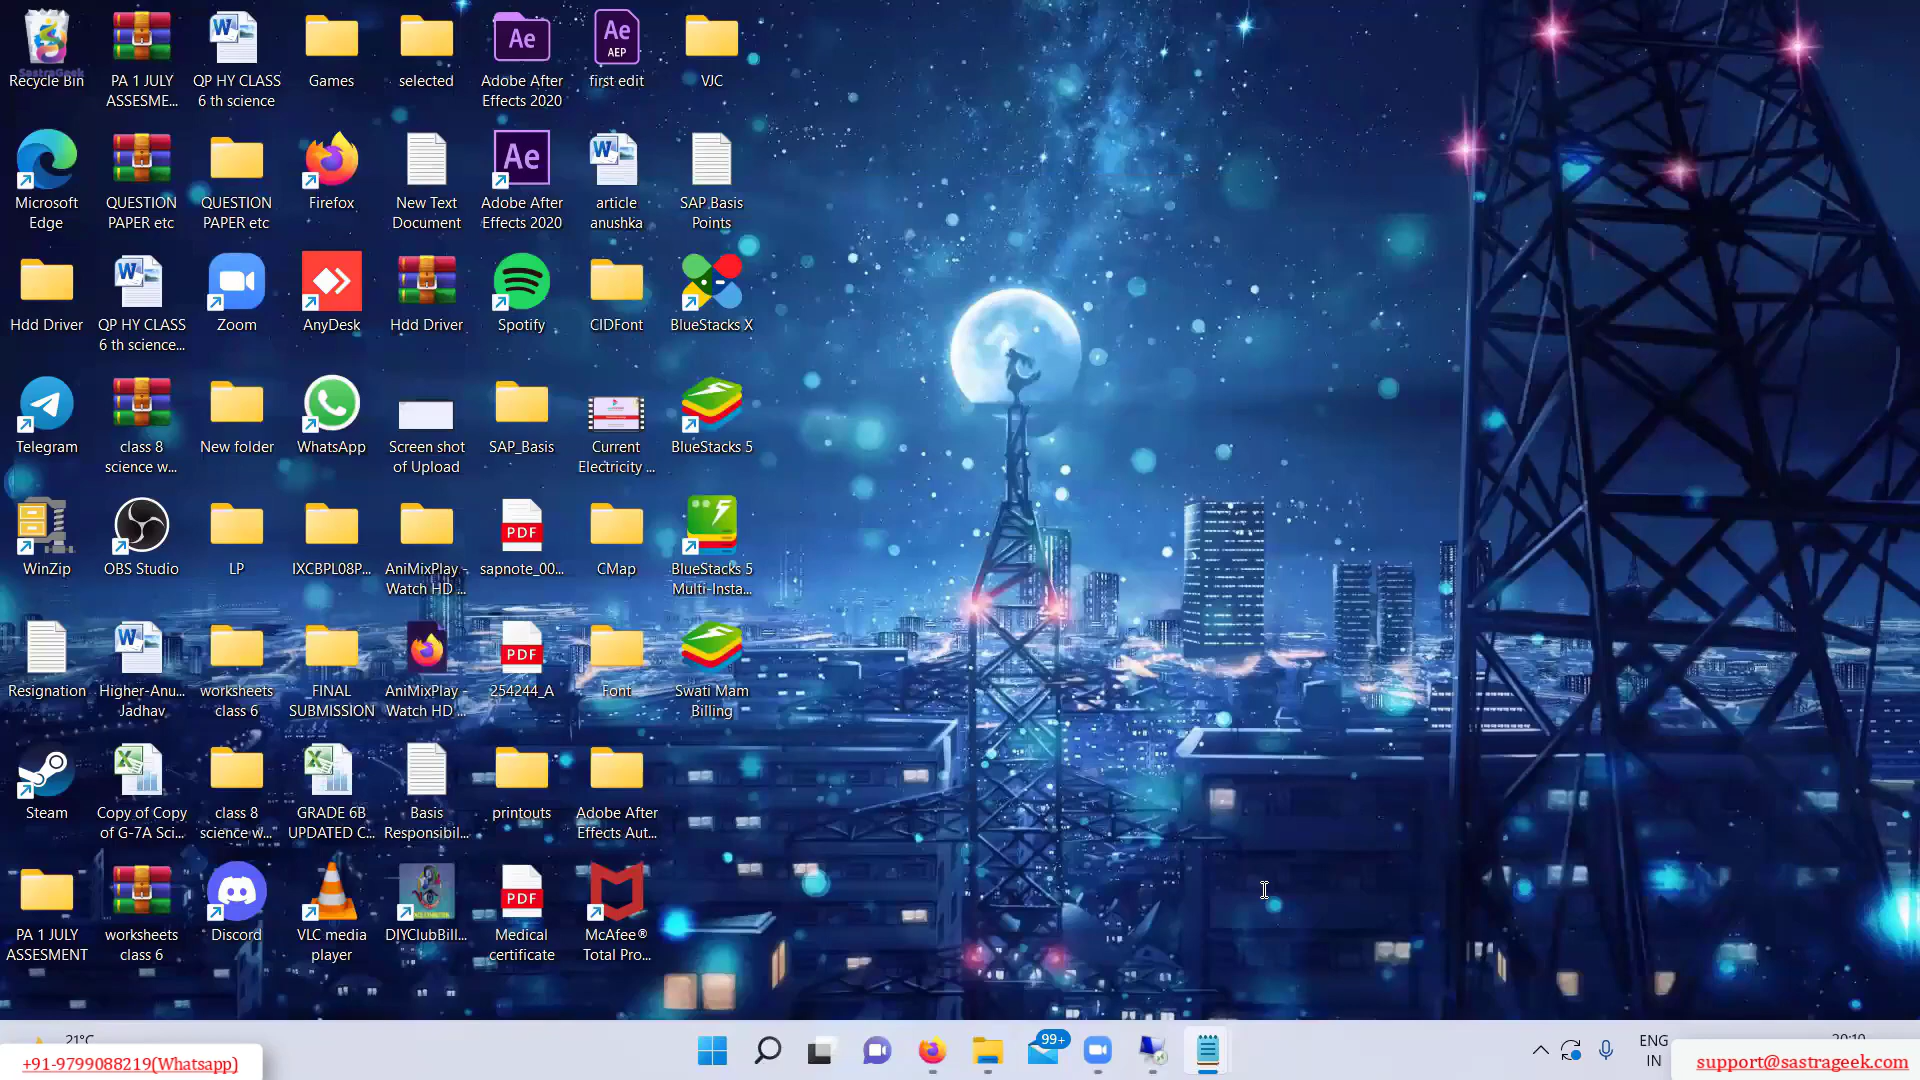 SastraGeek
Recycle Bin
PA 1 JULY
ASSESME...
QP HY CLASS
6 th science
Games
selected
Ae
Adobe After
Effects 2020
Ae
AEP
first edit
VJC
Microsoft
Edge
QUESTION
PAPER etc
QUESTION
PAPER etc
Firefox
New Text
Document
Ae
Adobe After
Effects 2020
article
anushka
SAP Basis
Points
Hdd Driver
QP HY CLASS
6 th science...
Zoom
AnyDesk
Hdd Driver
Spotify
CIDFont
BlueStacks X
Telegram
class 8
science w...
New folder
WhatsApp
Screen shot
of Upload
SAP_Basis
Current
Electricity ...
BlueStacks 5
WinZip
OBS Studio
LP
IXCBPL08P...
AniMixPlay -
Watch HD ...
PDF
sapnote_00...
CMap
BlueStacks 5
Multi-Insta...
Resignation
Higher-Anu...
Jadhav
worksheets
class 6
FINAL
SUBMISSION
AniMixPlay -
Watch HD ...
PDF
254244_A
Font
Swati Mam
Billing
Steam
Copy of Copy
of G-7A Sci...
class 8
science w...
GRADE 6B
UPDATED C...
Basis
Responsibil...
printouts
Adobe After
Effects Aut...
PA 1 JULY
ASSESMENT
worksheets
class 6
Discord
VLC media
player
DIYClubBill...
PDF
Medical
certificate
McAfee®
Total Pro...
21°C
+91-9799088219(Whatsapp)
99+
ENG
IN
20:10
support@sastrageek.com